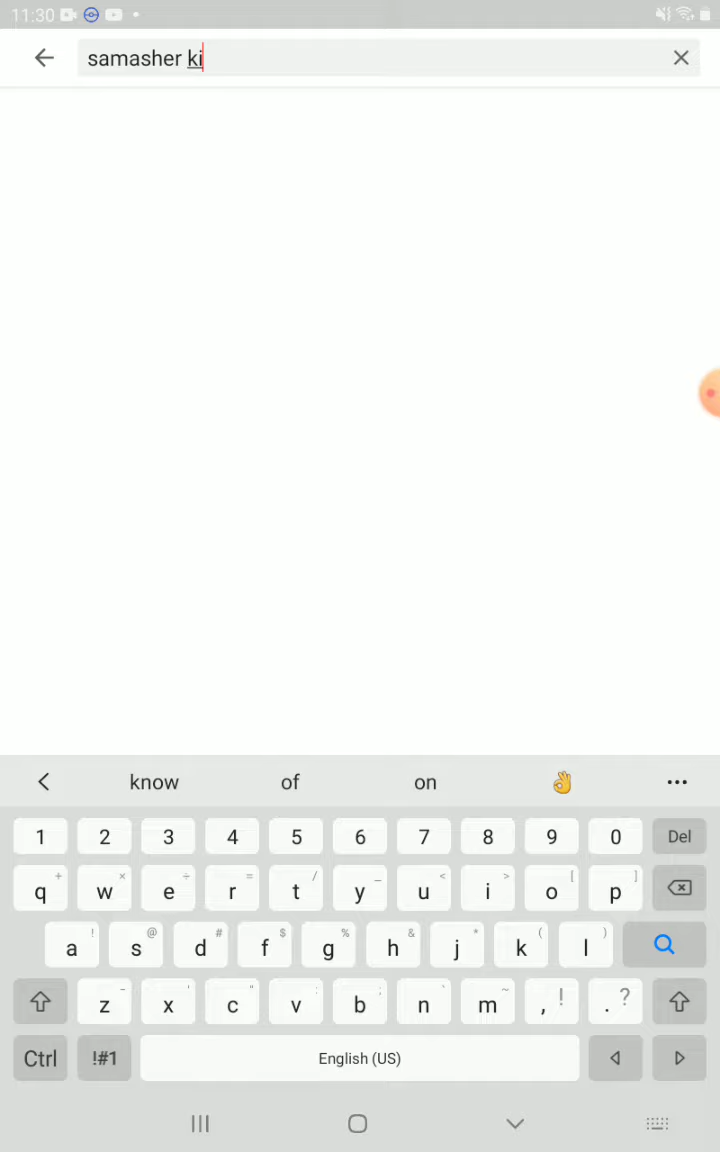 11:30
samasher ki
know of on 👌 •••
1 2 3 4 5 6 7 8 9 0 Del
+ × ÷ = / _ < > [ ]
q w e r t y u i o p
! @ # $ % & * ( )
a s d f g h j k l
- ' " : ; ` ~ ! ?
z x c v b n m , .
Ctrl !#1 English (US)